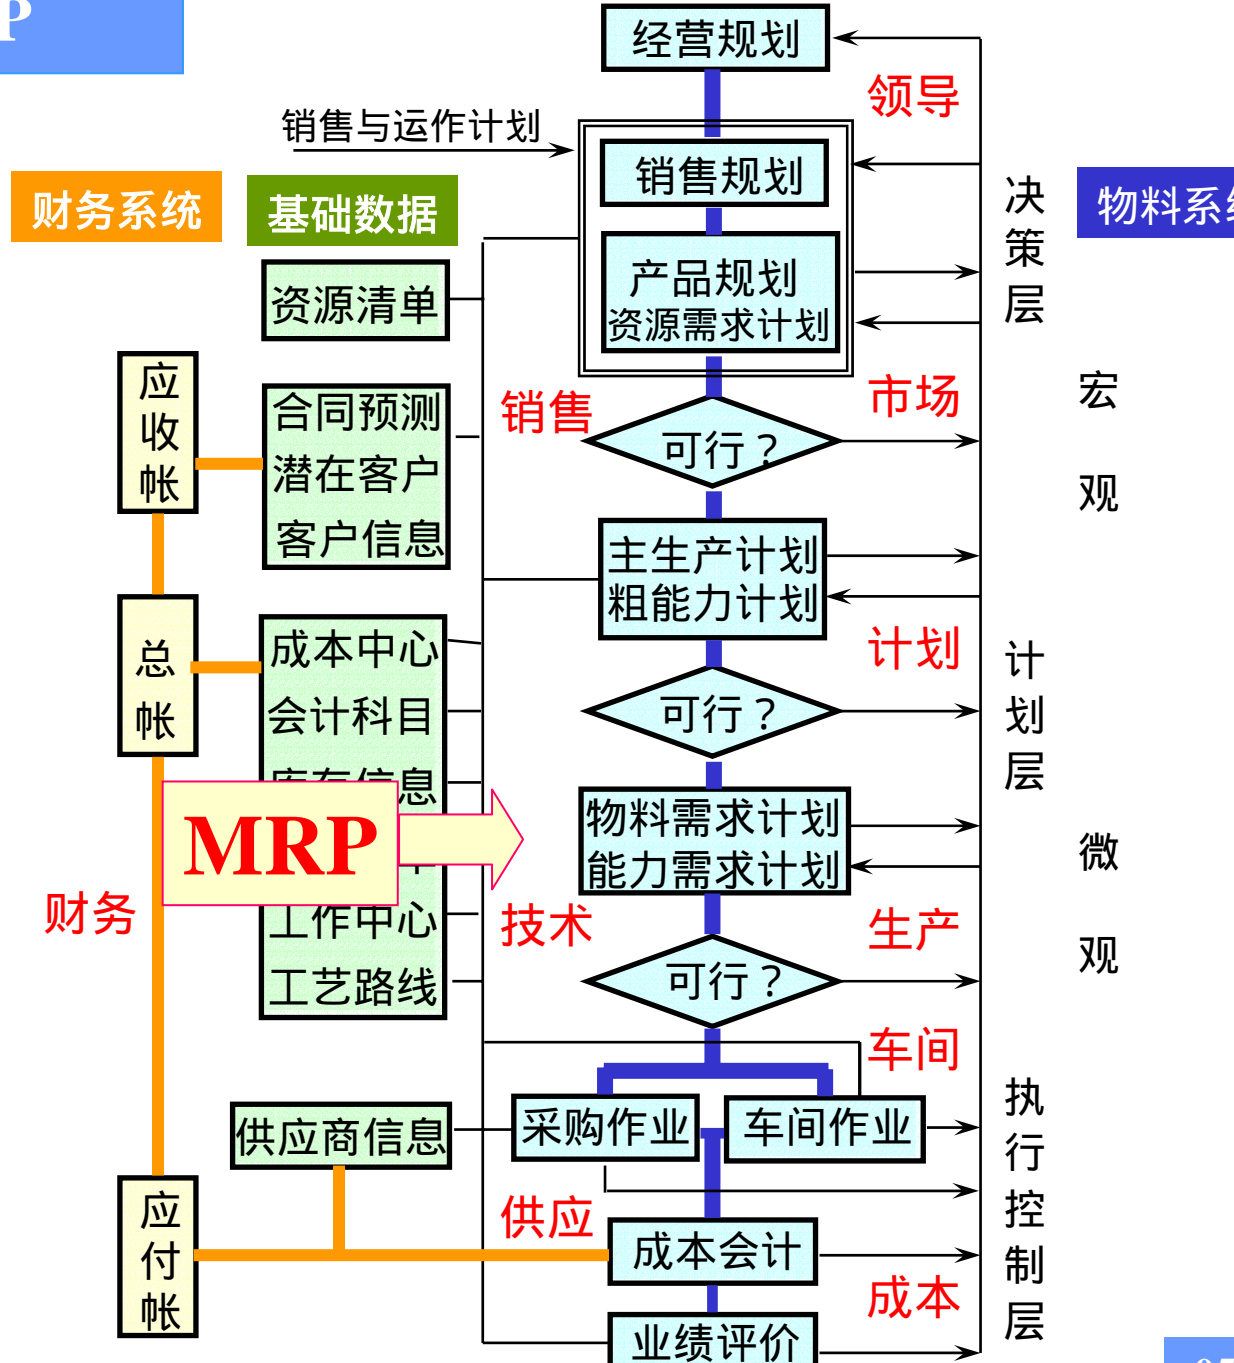 P
经营规划
领导
销售与运作计划
销售规划
财务系统
基础数据
决策层
物料系
产品规划
资源需求计划
资源清单
应收帐
合同预测
潜在客户
客户信息
销售
市场
可行？
宏观
主生产计划
粗能力计划
总帐
成本中心
会计科目
息
计划
可行？
计划层
MRP
物料需求计划
能力需求计划
微观
财务
工作中心
工艺路线
技术
生产
可行？
车间
供应商信息
采购作业
车间作业
执行控制层
应付帐
供应
成本会计
成本
业绩评价